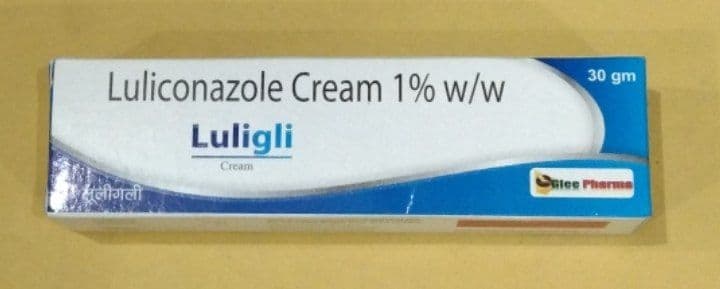 Luliconazole Cream 1% w/w
30 gm
Luligli
Cream
लुलीगली
Glee Pharma